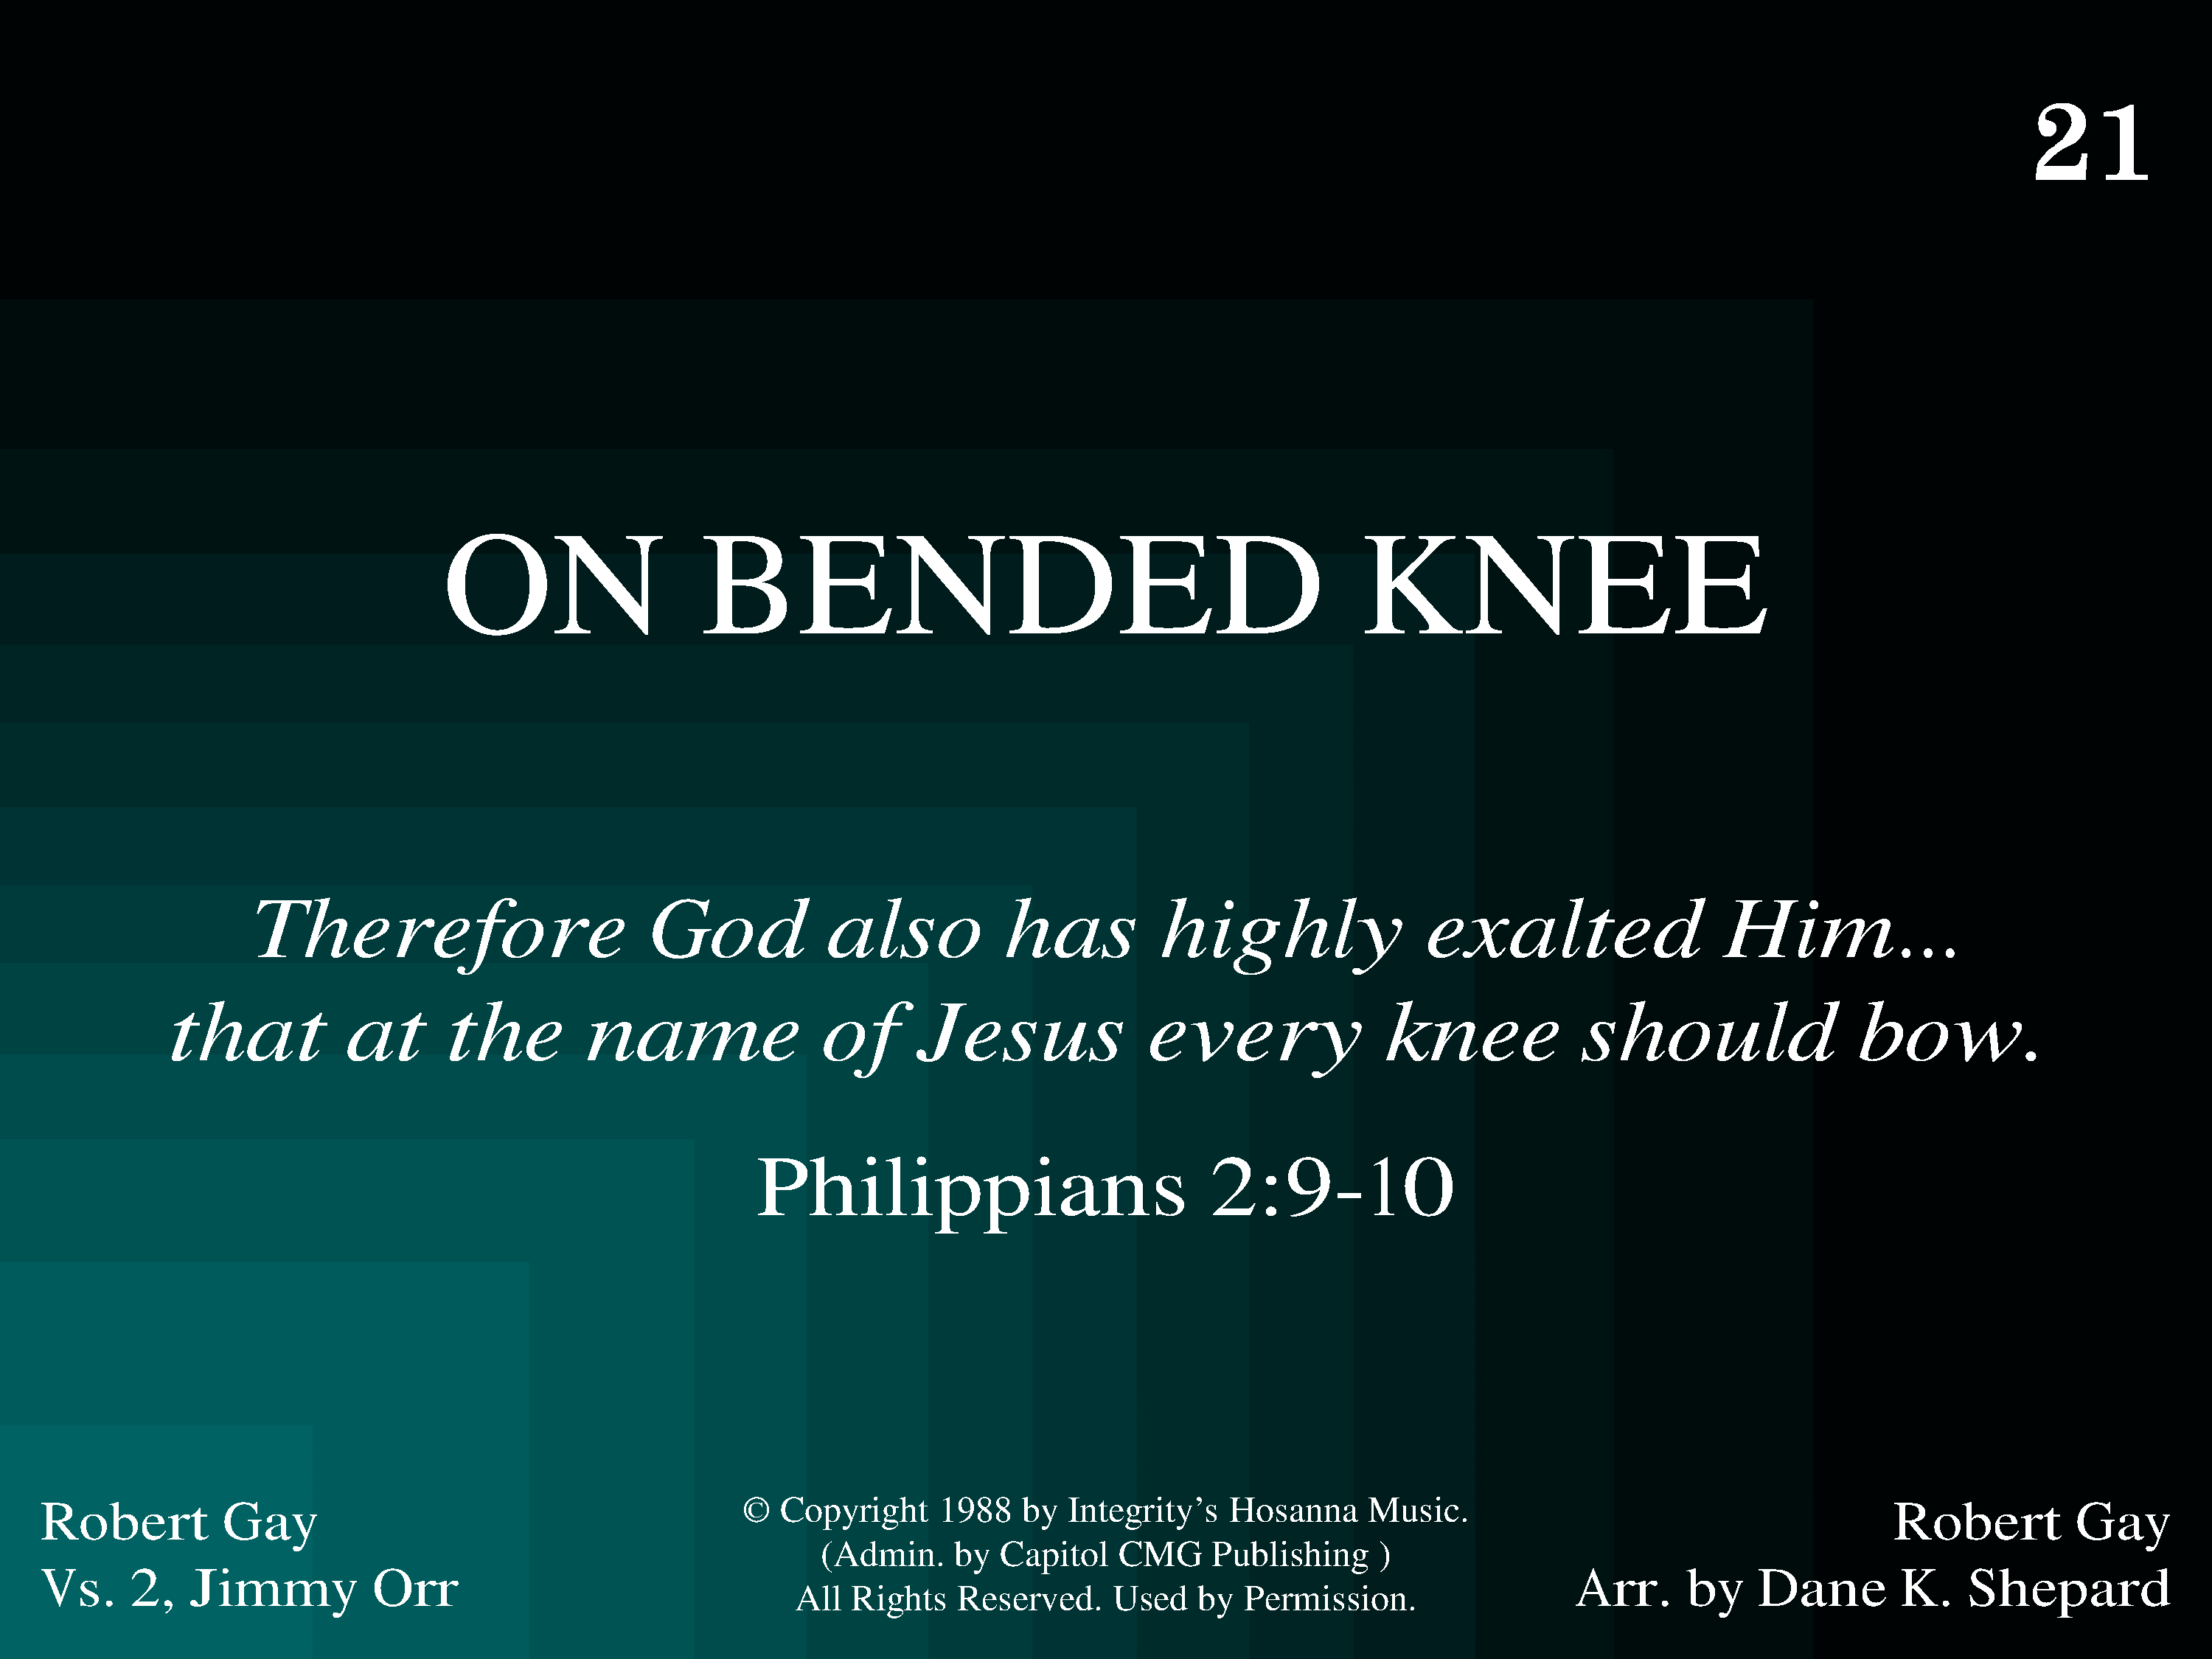 21
ON BENDED KNEE
Therefore God also has highly exalted Him...
that at the name of Jesus every knee should bow.
Philippians 2:9-10
Robert Gay
Vs. 2, Jimmy Orr
© Copyright 1988 by Integrity’s Hosanna Music.
(Admin. by Capitol CMG Publishing )
All Rights Reserved. Used by Permission.
Robert Gay
Arr. by Dane K. Shepard